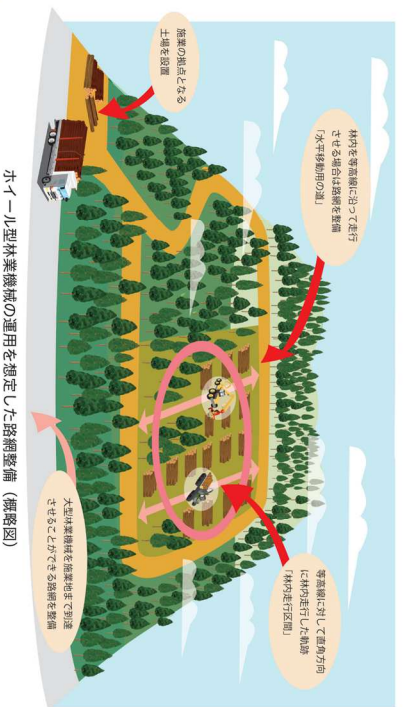 施業の拠点となる
土場を設置
林内を等高線に沿って走行
させる場合は路網を整備
「水平移動用の道」
等高線に対して直角方向
に林内走行した軌跡
「林内走行区間」
大型林業機械を施業地まで到達
させることができる路網を整備
ホイール型林業機械の運用を想定した路網整備（概略図）